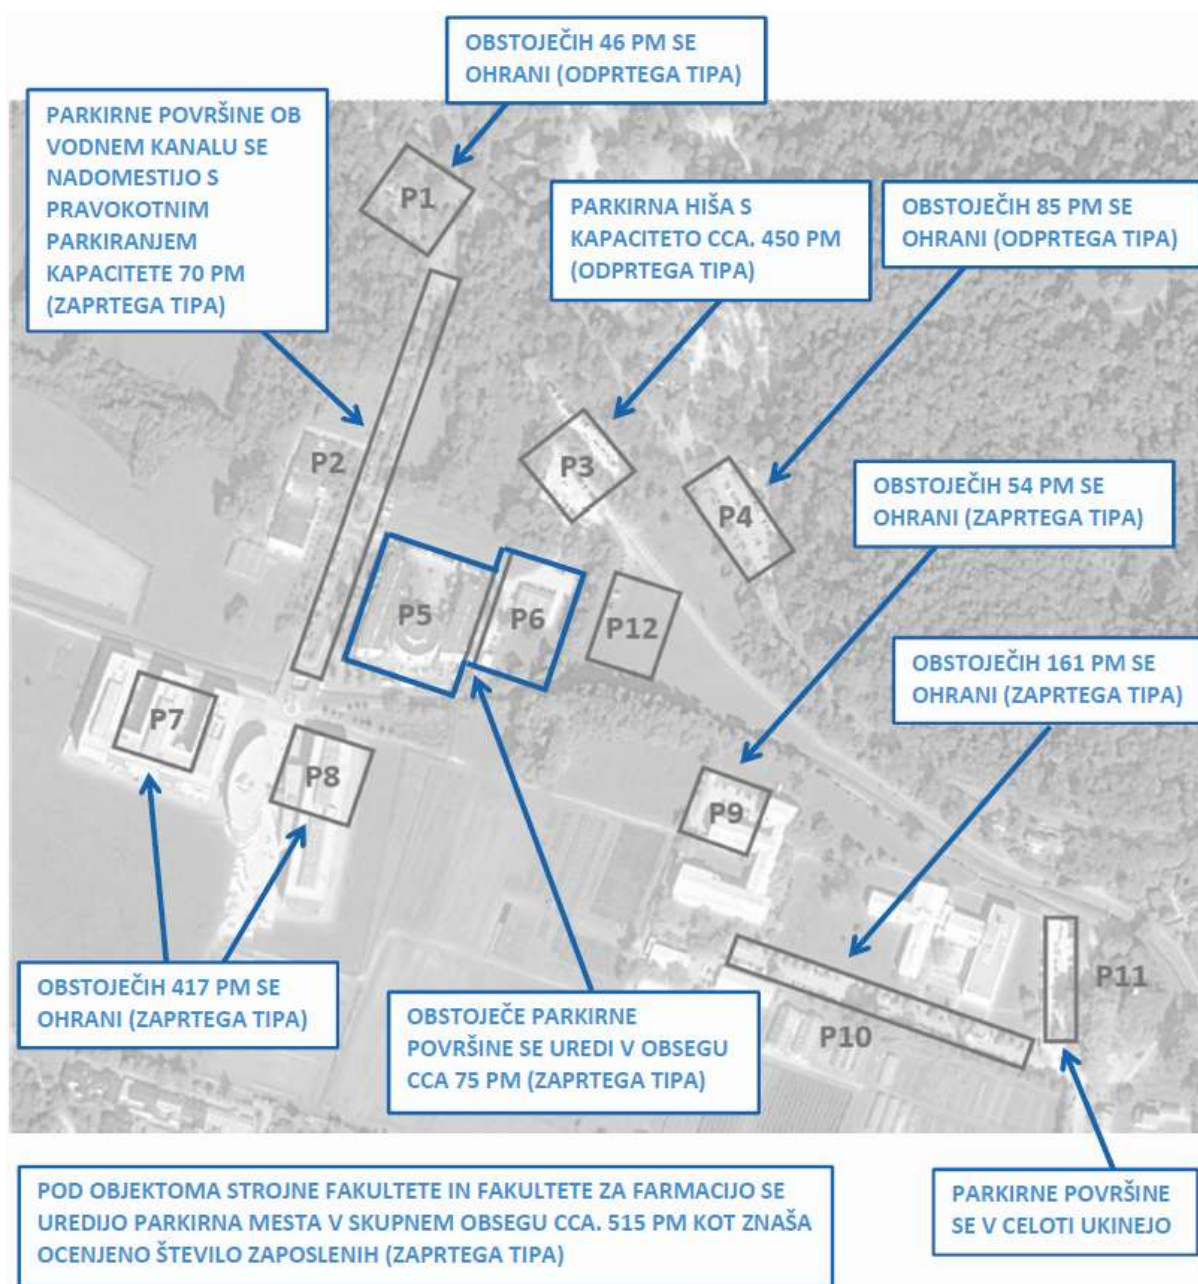 OBSTOJEČIH 46 PM SE
OHRANI (ODPRTEGA TIPA)
PARKIRNE POVRŠINE OB
VODNEM KANALU SE
NADOMESTIJO S
PRAVOKOTNIM
PARKIRANJEM
KAPACITETE 70 PM
(ZAPRTEGA TIPA)
P1
PARKIRNA HIŠA S
KAPACITETO CCA. 450 PM
(ODPRTEGA TIPA)
OBSTOJEČIH 85 PM SE
OHRANI (ODPRTEGA TIPA)
P2
P3
P4
OBSTOJEČIH 54 PM SE
OHRANI (ZAPRTEGA TIPA)
P5
P6
P12
OBSTOJEČIH 161 PM SE
OHRANI (ZAPRTEGA TIPA)
P7
P8
P9
OBSTOJEČIH 417 PM SE
OHRANI (ZAPRTEGA TIPA)
OBSTOJEČE PARKIRNE
POVRŠINE SE UREDI V OBSEGU
CCA 75 PM (ZAPRTEGA TIPA)
P10
P11
POD OBJEKTOMA STROJNE FAKULTETE IN FAKULTETE ZA FARMACIJO SE
UREDIJO PARKIRNA MESTA V SKUPNEM OBSEGU CCA. 515 PM KOT ZNAŠA
OCENJENO ŠTEVILO ZAPOSLENIH (ZAPRTEGA TIPA)
PARKIRNE POVRŠINE
SE V CELOTI UKINEJO